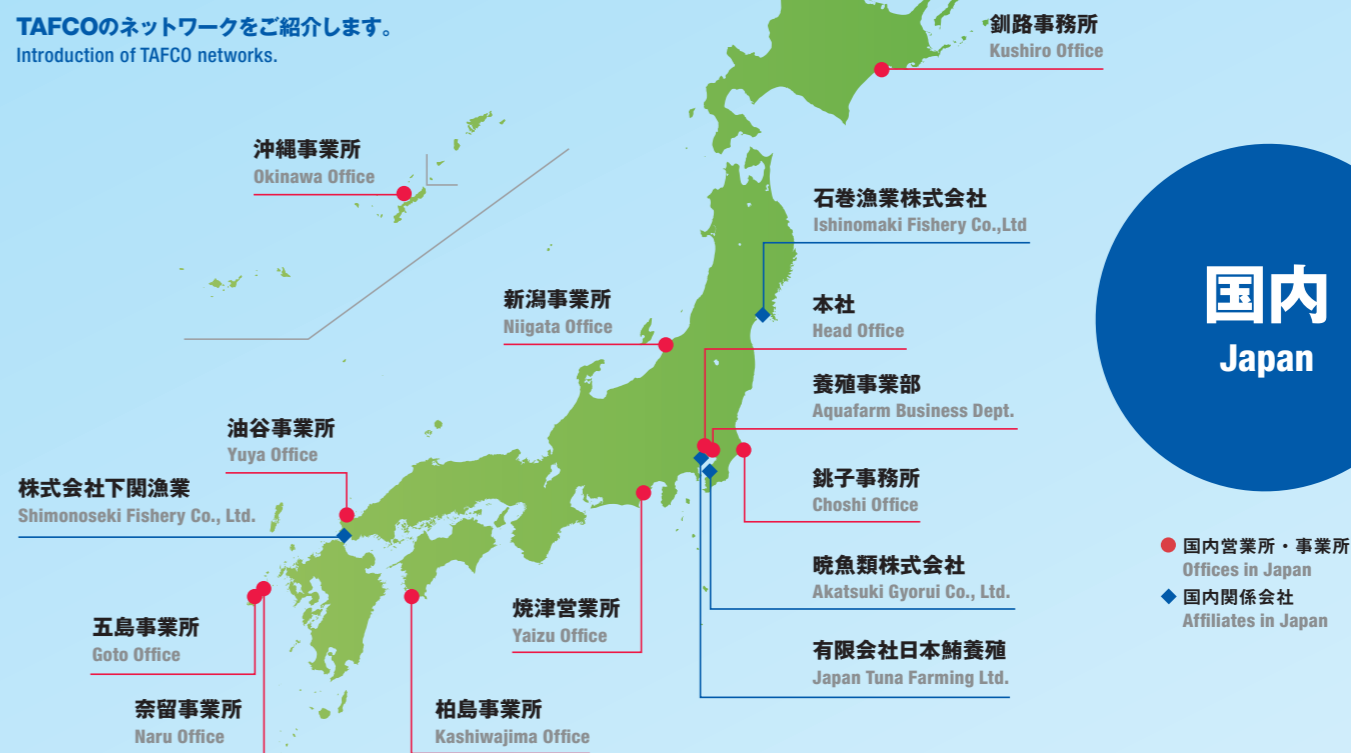 TAFCOのネットワークをご紹介します。
Introduction of TAFCO networks.
釧路事務所
Kushiro Office
沖縄事業所
Okinawa Office
石巻漁業株式会社
Ishinomaki Fishery Co.,Ltd
新潟事業所
Niigata Office
本社
Head Office
国内
Japan
養殖事業部
Aquafarm Business Dept.
油谷事業所
Yuya Office
株式会社下関漁業
Shimonoseki Fishery Co., Ltd.
銚子事務所
Choshi Office
暁魚類株式会社
Akatsuki Gyorui Co., Ltd.
国内営業所・事業所
Offices in Japan
国内関係会社
Affiliates in Japan
焼津営業所
Yaizu Office
五島事業所
Goto Office
有限会社日本鮪養殖
Japan Tuna Farming Ltd.
奈留事業所
Naru Office
柏島事業所
Kashiwajima Office